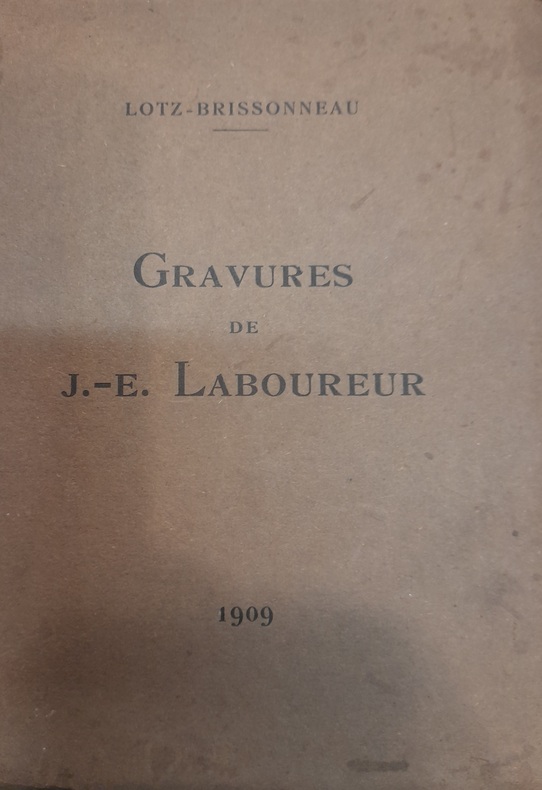 LOTZ-BRISSONNEAU
GRAVURES
DE
J.-E. LABOUREUR
1909